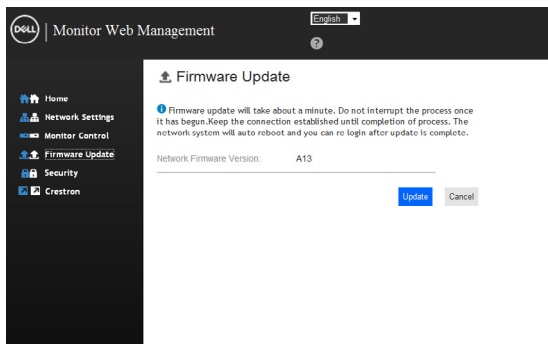 DELL | Monitor Web Management
English
?
Firmware Update
Home
Network Settings
Monitor Control
Firmware Update
Security
Crestron
Firmware update will take about a minute. Do not interrupt the process once
it has begun.Keep the connection established until completion of process. The
network system will auto reboot and you can re login after update is complete.
Network Firmware Version: A13
Update Cancel